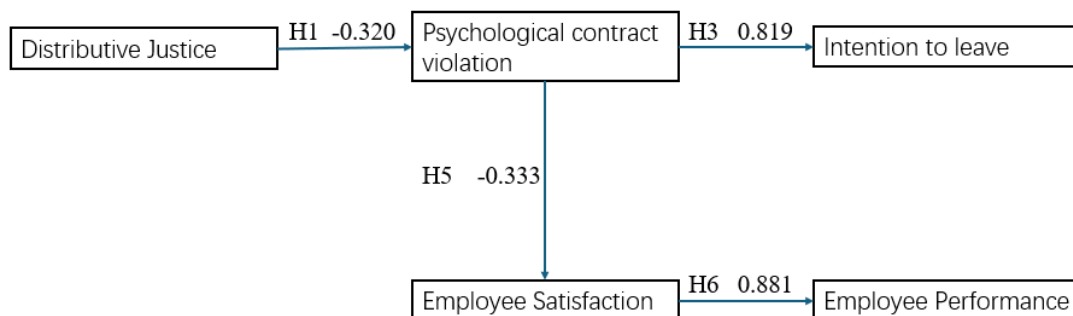 Distributive Justice
H1 -0.320
Psychological contract
violation
H3 0.819
Intention to leave
H5 -0.333
Employee Satisfaction
H6 0.881
Employee Performance